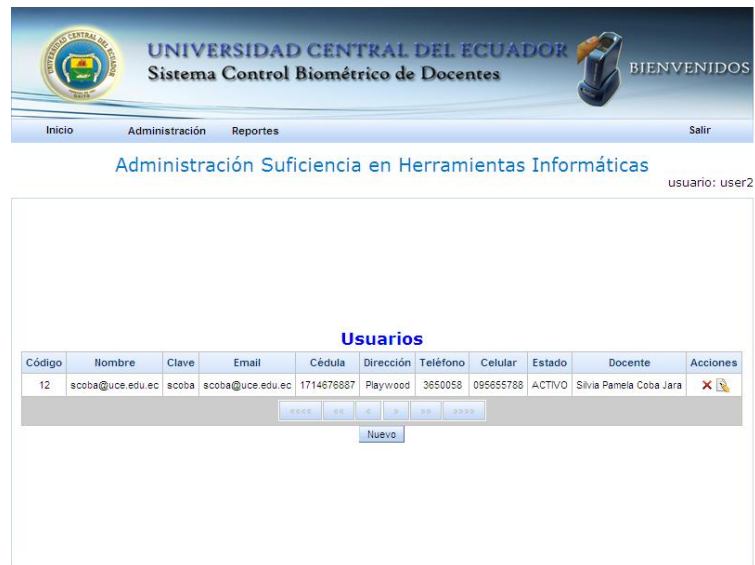 UNIVERSIDAD CENTRAL DEL ECUADOR
Sistema Control Biométrico de Docentes
BIENVENIDOS
Inicio Administración Reportes Salir
Administración Suficiencia en Herramientas Informáticas
usuario: user2
Usuarios
Código Nombre Clave Email Cédula Dirección Teléfono Celular Estado Docente Acciones
12 scoba@uce.edu.ec scoba scoba@uce.edu.ec 1714676887 Playwood 3650058 095655788 ACTIVO Silvia Pamela Coba Jara
«««« «« « » »» »»»»
Nuevo